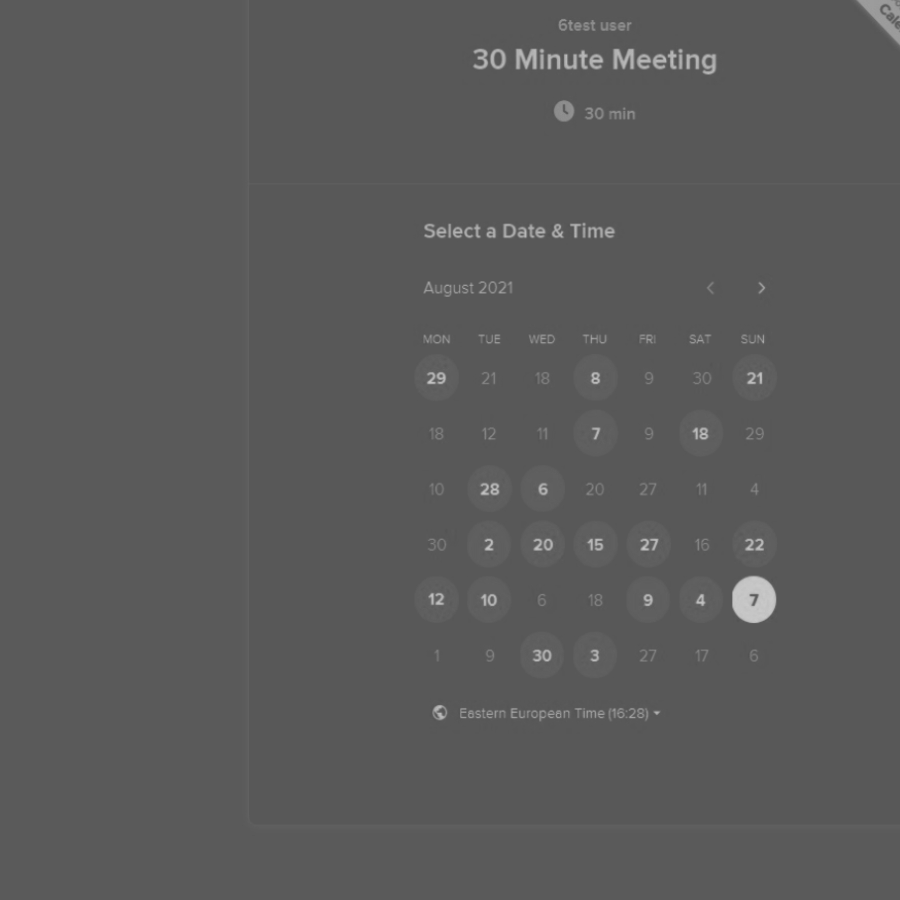 6test user
30 Minute Meeting
30 min
Select a Date & Time
August 2021
MON TUE WED THU FRI SAT SUN
29 21 18 8 9 30 21
18 12 11 7 9 18 29
10 28 6 20 27 11 4
30 2 20 15 27 16 22
12 10 6 18 9 4 7
1 9 30 3 27 17 6
Eastern European Time (16:28)